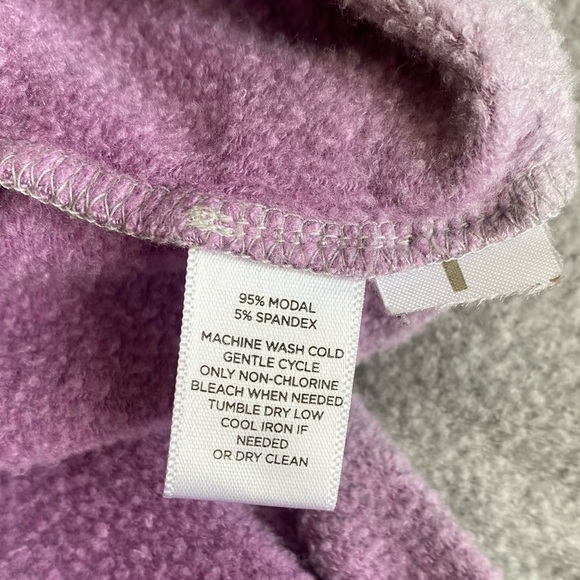 95% MODAL
5% SPANDEX
MACHINE WASH COLD
GENTLE CYCLE
ONLY NON-CHLORINE
BLEACH WHEN NEEDED
TUMBLE DRY LOW
COOL IRON IF
NEEDED
OR DRY CLEAN